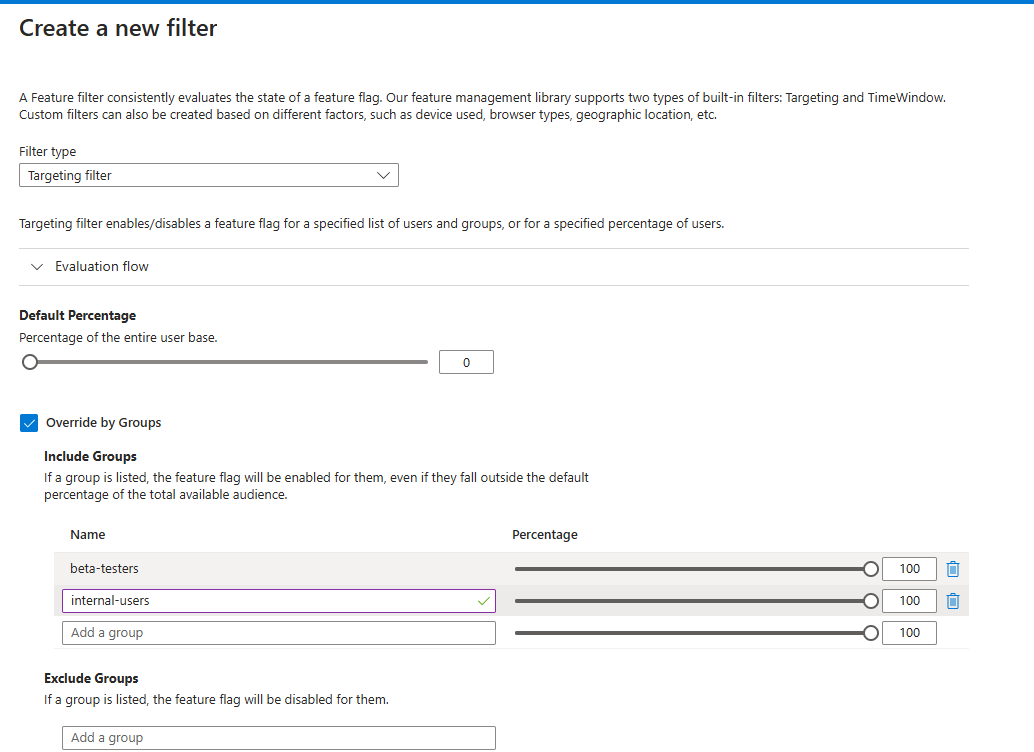 Create a new filter
A Feature filter consistently evaluates the state of a feature flag. Our feature management library supports two types of built-in filters: Targeting and TimeWindow.
Custom filters can also be created based on different factors, such as device used, browser types, geographic location, etc.
Filter type
Targeting filter
Targeting filter enables/disables a feature flag for a specified list of users and groups, or for a specified percentage of users.
Evaluation flow
Default Percentage
Percentage of the entire user base.
0
Override by Groups
Include Groups
If a group is listed, the feature flag will be enabled for them, even if they fall outside the default
percentage of the total available audience.
Name Percentage
beta-testers 100
internal-users 100
Add a group 100
Exclude Groups
If a group is listed, the feature flag will be disabled for them.
Add a group